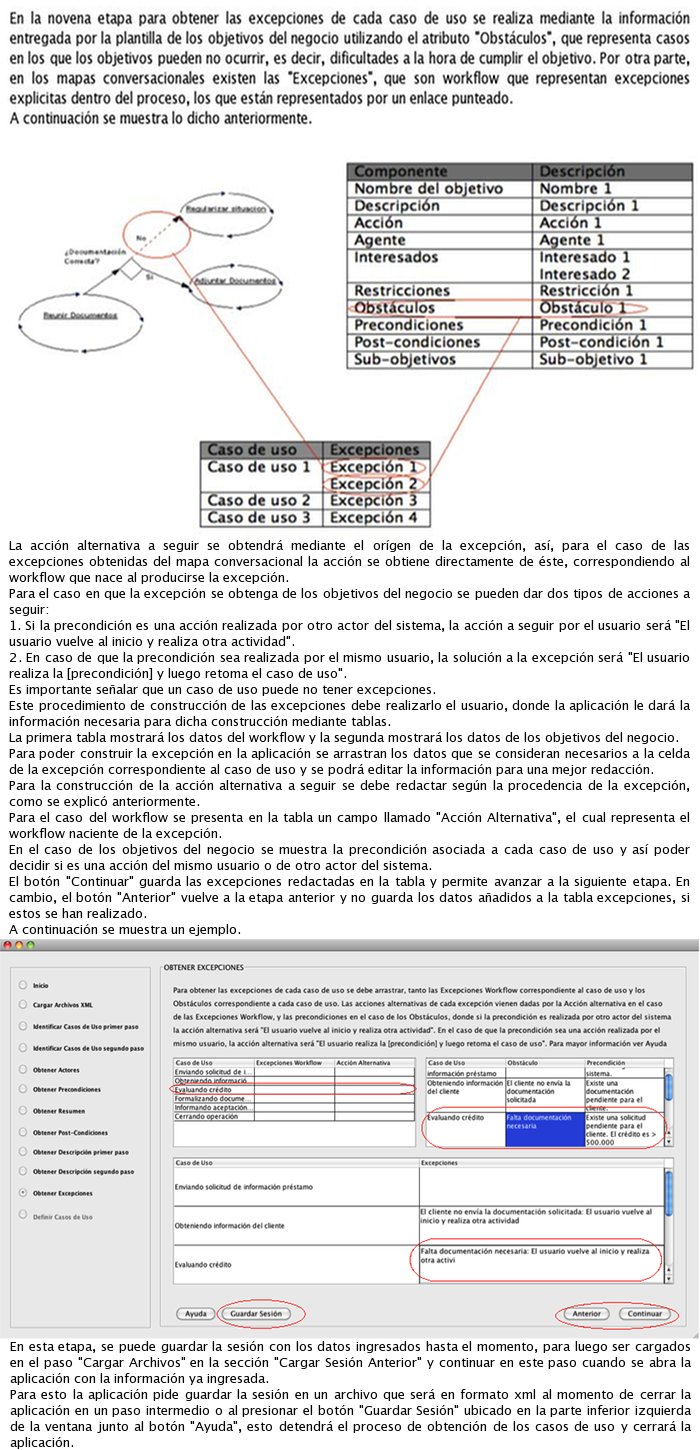 En la novena etapa para obtener las excepciones de cada caso de uso se realiza mediante la información
entregada por la plantilla de los objetivos del negocio utilizando el atributo "Obstáculos", que representa casos
en los que los objetivos pueden no ocurrir, es decir, dificultades a la hora de cumplir el objetivo. Por otra parte,
en los mapas conversacionales existen las "Excepciones", que son workflow que representan excepciones
explicitas dentro del proceso, los que están representados por un enlace punteado.
A continuación se muestra lo dicho anteriormente.
Regularizar situacion
No
¿Documentación
Correcta?
Si
Adjuntar Documentos
Reunir Documentos
Componente Descripción
Nombre del objetivo Nombre 1
Descripción Descripción 1
Acción Acción 1
Agente Agente 1
Interesados Interesado 1
Interesado 2
Restricciones Restricción 1
Obstáculos Obstáculo 1
Precondiciones Precondición 1
Post-condiciones Post-condición 1
Sub-objetivos Sub-objetivo 1
Caso de uso Excepciones
Caso de uso 1 Excepción 1
Excepción 2
Caso de uso 2 Excepción 3
Caso de uso 3 Excepción 4
La acción alternativa a seguir se obtendrá mediante el orígen de la excepción, así, para el caso de las
excepciones obtenidas del mapa conversacional la acción se obtiene directamente de éste, correspondiendo al
workflow que nace al producirse la excepción.
Para el caso en que la excepción se obtenga de los objetivos del negocio se pueden dar dos tipos de acciones a
seguir:
1. Si la precondición es una acción realizada por otro actor del sistema, la acción a seguir por el usuario será "El
usuario vuelve al inicio y realiza otra actividad".
2. En caso de que la precondición sea realizada por el mismo usuario, la solución a la excepción será "El usuario
realiza la [precondición] y luego retoma el caso de uso".
Es importante señalar que un caso de uso puede no tener excepciones.
Este procedimiento de construcción de las excepciones debe realizarlo el usuario, donde la aplicación le dará la
información necesaria para dicha construcción mediante tablas.
La primera tabla mostrará los datos del workflow y la segunda mostrará los datos de los objetivos del negocio.
Para poder construir la excepción en la aplicación se arrastran los datos que se consideran necesarios a la celda
de la excepción correspondiente al caso de uso y se podrá editar la información para una mejor redacción.
Para la construcción de la acción alternativa a seguir se debe redactar según la procedencia de la excepción,
como se explicó anteriormente.
Para el caso del workflow se presenta en la tabla un campo llamado "Acción Alternativa", el cual representa el
workflow naciente de la excepción.
En el caso de los objetivos del negocio se muestra la precondición asociada a cada caso de uso y así poder
decidir si es una acción del mismo usuario o de otro actor del sistema.
El botón "Continuar" guarda las excepciones redactadas en la tabla y permite avanzar a la siguiente etapa. En
cambio, el botón "Anterior" vuelve a la etapa anterior y no guarda los datos añadidos a la tabla excepciones, si
estos se han realizado.
A continuación se muestra un ejemplo.
Inicio
Cargar Archivos XML
Identificar Casos de Uso primer paso
Identificar Casos de Uso segundo paso
Obtener Actores
Obtener Precondiciones
Obtener Resumen
Obtener Post-Condiciones
Obtener Descripción primer paso
Obtener Descripción segundo paso
Obtener Excepciones
Definir Casos de Uso
OBTENER EXCEPCIONES
Para obtener las excepciones de cada caso de uso se debe arrastrar, tanto las Excepciones Workflow correspondiente al caso de uso y los
Obstáculos correspondiente a cada caso de uso. Las acciones alternativas de cada excepción vienen dadas por la Acción alternativa en el caso
de las Excepciones Workflow, y las precondiciones en el caso de los Obstáculos, donde si la precondición es realizada por otro actor del sistema
la acción alternativa será "El usuario vuelve al inicio y realiza otra actividad". En el caso de que la precondición sea una acción realizada por el
mismo usuario, la acción alternativa será "El usuario realiza la [precondición] y luego retoma el caso de uso". Para mayor información ver Ayuda
Caso de Uso Excepciones Workflow Acción Alternativa
Enviando solicitud de i...
Obteniendo informació...
Evaluando crédito
Formalizando docume...
Informando aceptación...
Cerrando operación
Caso de Uso Obstáculo Precondición
información préstamo sistema.
Obteniendo información El cliente no envía la Existe una
del cliente documentación documentación
solicitada pendiente para el
cliente.
Evaluando crédito Falta documentación Existe una solicitud
necesaria pendiente para el
cliente. El crédito es >
500.000
Caso de Uso Excepciones
Enviando solicitud de información préstamo
Obteniendo información del cliente El cliente no envía la documentación solicitada: El usuario vuelve al
inicio y realiza otra actividad
Evaluando crédito Falta documentación necesaria: El usuario vuelve al inicio y realiza
otra activi
Ayuda Guardar Sesión Anterior Continuar
En esta etapa, se puede guardar la sesión con los datos ingresados hasta el momento, para luego ser cargados
en el paso "Cargar Archivos" en la sección "Cargar Sesión Anterior" y continuar en este paso cuando se abra la
aplicación con la información ya ingresada.
Para esto la aplicación pide guardar la sesión en un archivo que será en formato xml al momento de cerrar la
aplicación en un paso intermedio o al presionar el botón "Guardar Sesión" ubicado en la parte inferior izquierda
de la ventana junto al botón "Ayuda", esto detendrá el proceso de obtención de los casos de uso y cerrará la
aplicación.